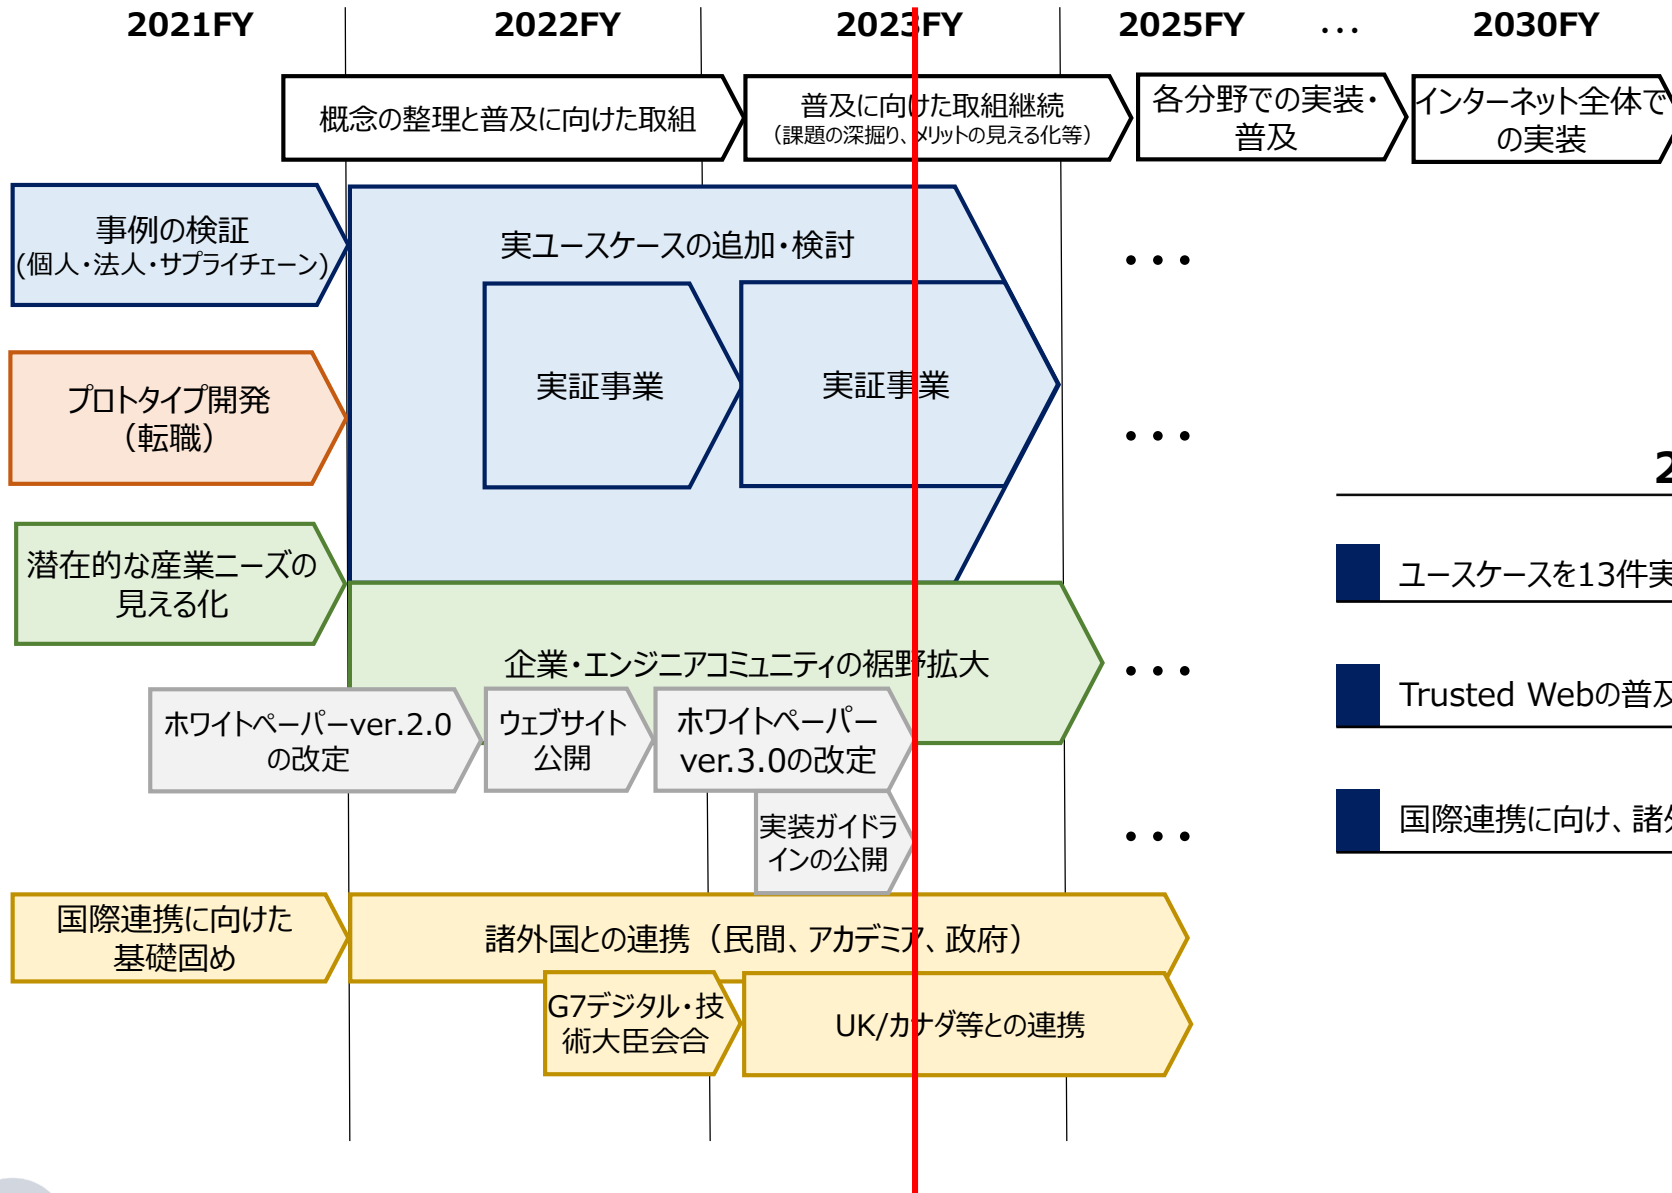 2021FY
2022FY
2023FY
2025FY
...
2030FY
概念の整理と普及に向けた取組
普及に向けた取組継続
（課題の深掘り、メリットの見える化等）
各分野での実装・
普及
インターネット全体で
の実装
事例の検証
(個人・法人・サプライチェーン)
実ユースケースの追加・検討
...
実証事業
実証事業
プロトタイプ開発
（転職）
...
2
潜在的な産業ニーズの
見える化
ユースケースを13件実
企業・エンジニアコミュニティの裾野拡大
...
Trusted Webの普及
ホワイトペーパーver.2.0
の改定
ウェブサイト
公開
ホワイトペーパー
ver.3.0の改定
実装ガイドラ
インの公開
...
国際連携に向け、諸外
国際連携に向けた
基礎固め
諸外国との連携（民間、アカデミア、政府）
G7デジタル・技
術大臣会合
UK/カナダ等との連携